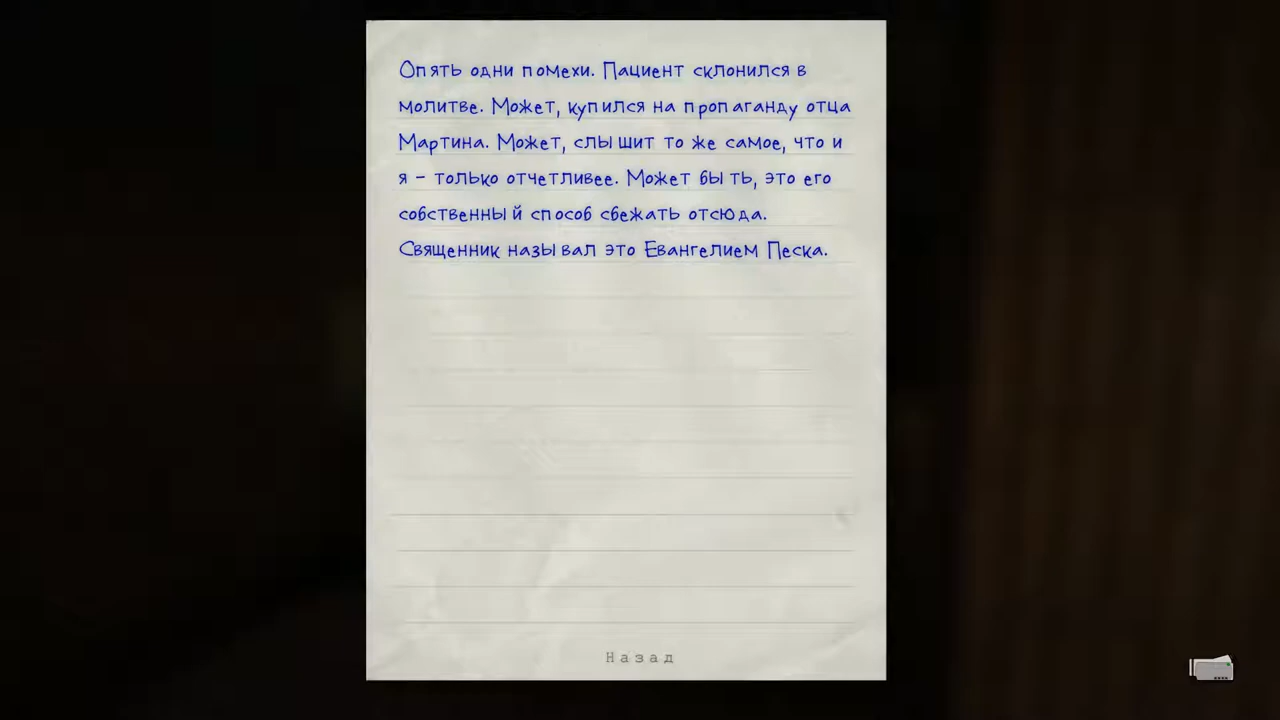 Опять одни помехи. Пациент склонился в
молитве. Может, купился на пропаганду отца
Мартина. Может, слышит то же самое, что и
я – только отчетливее. Может быть, это его
собственный способ сбежать отсюда.
Священник называл это Евангелием Песка.
Назад